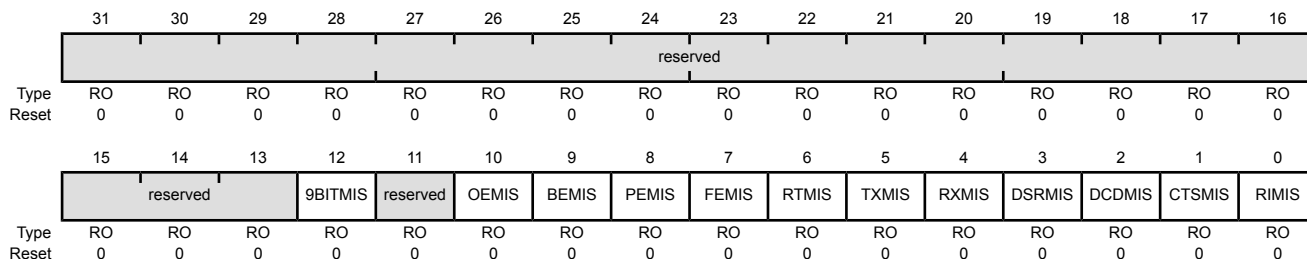 31 30 29 28 27 26 25 24 23 22 21 20 19 18 17 16
reserved
Type RO RO RO RO RO RO RO RO RO RO RO RO RO RO RO RO
Reset 0 0 0 0 0 0 0 0 0 0 0 0 0 0 0 0
15 14 13 12 11 10 9 8 7 6 5 4 3 2 1 0
reserved 9BITMIS reserved OEMIS BEMIS PEMIS FEMIS RTMIS TXMIS RXMIS DSRMIS DCDMIS CTSMIS RIMIS
Type RO RO RO RO RO RO RO RO RO RO RO RO RO RO RO RO
Reset 0 0 0 0 0 0 0 0 0 0 0 0 0 0 0 0